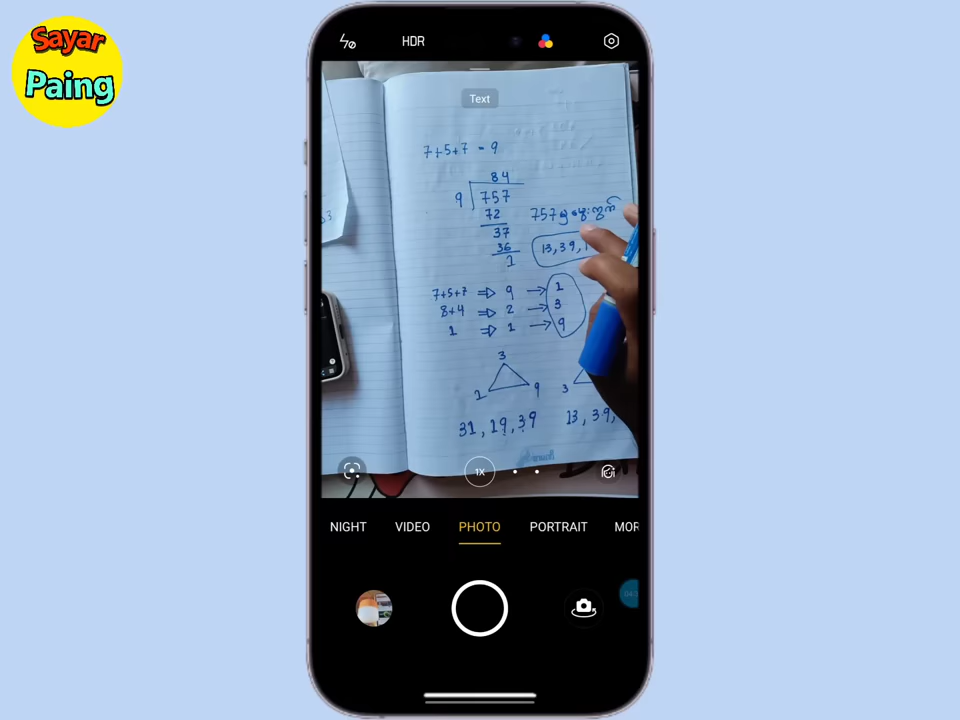 Sayar
Paing
HDR
Text
7+5+7 = 9
84
9 757
72
37
36
1
757
13, 39, 1
7+5+7 ⇒ 9 → 1
8+4 ⇒ 2 → 3
1 ⇒ 1 → 9
3
1 9
3
31, 19, 39
13, 39,
1X
NIGHT VIDEO PHOTO PORTRAIT MOR